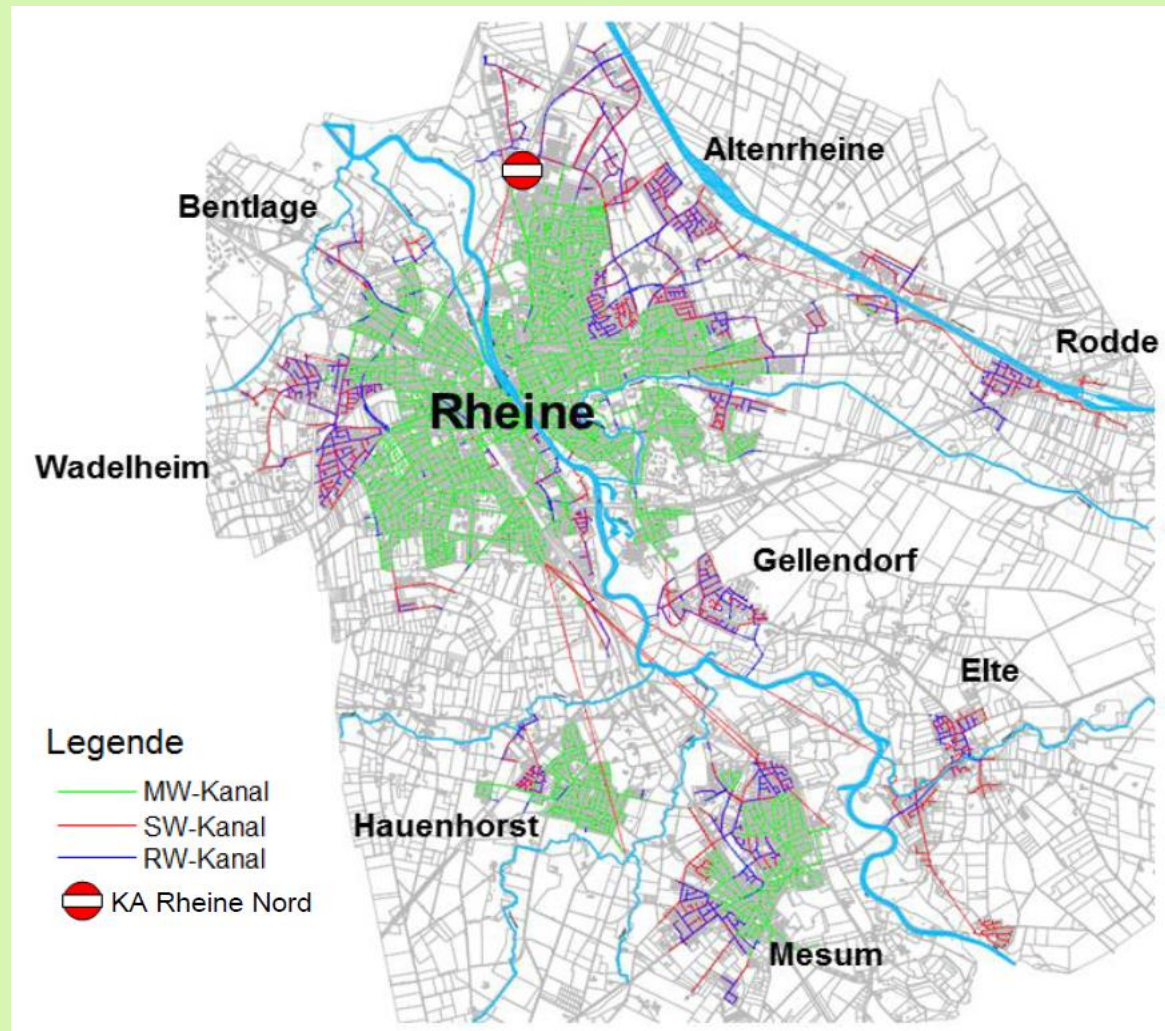 Altenrheine
Bentlage
Rodde
Rheine
Wadelheim
Gellendorf
Elte
Legende
MW-Kanal
SW-Kanal
RW-Kanal
KA Rheine Nord
Hauenhorst
Mesum